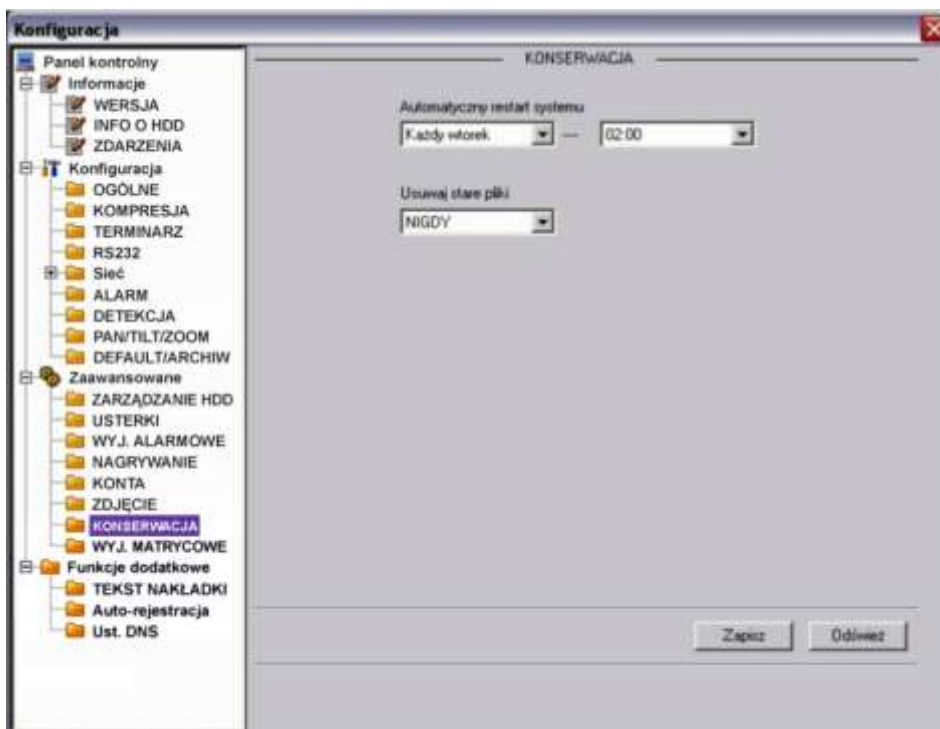 Konfiguracja
Panel kontrolny
Informacje
WERSJA
INFO O HDD
ZDARZENIA
Konfiguracja
OGÓLNE
KOMPRESJA
TERMINARZ
RS232
Sieć
ALARM
DETEKCJA
PAN/TILT/ZOOM
DEFAULT/ARCHIW
Zaawansowane
ZARZĄDZANIE HDD
USTERKI
WYJ. ALARMOWE
NAGRYWANIE
KONTA
ZDJĘCIE
KONSERWACJA
WYJ. MATRYCOWE
Funkcje dodatkowe
TEKST NAKŁADKI
Auto-rejestracja
Ust. DNS
KONSERWACJA
Automatyczny restart systemu
Każdy wtorek — 02:00
Usuwaj stare pliki
NIGDY
Zapisz Odśwież